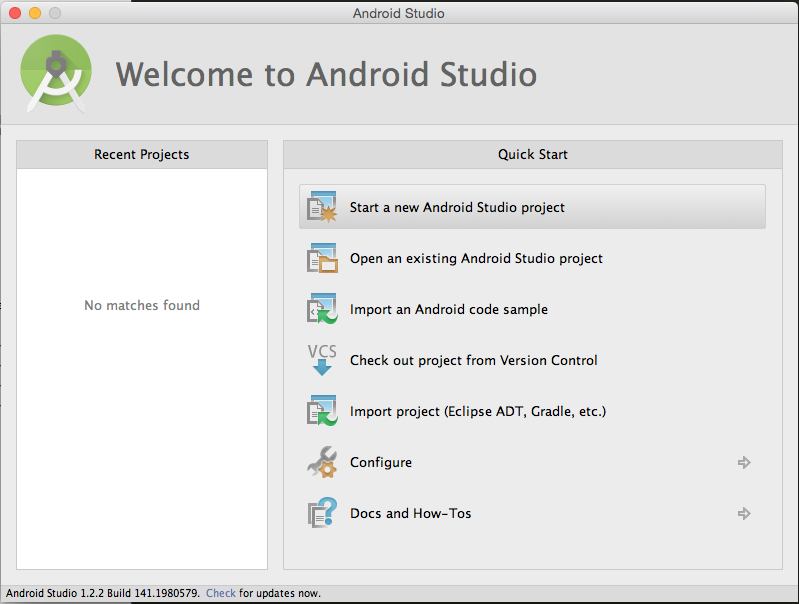 Android Studio
Welcome to Android Studio
Recent Projects
No matches found
Quick Start
Start a new Android Studio project
Open an existing Android Studio project
Import an Android code sample
VCS
Check out project from Version Control
Import project (Eclipse ADT, Gradle, etc.)
Configure
Docs and How-Tos
Android Studio 1.2.2 Build 141.1980579. Check for updates now.